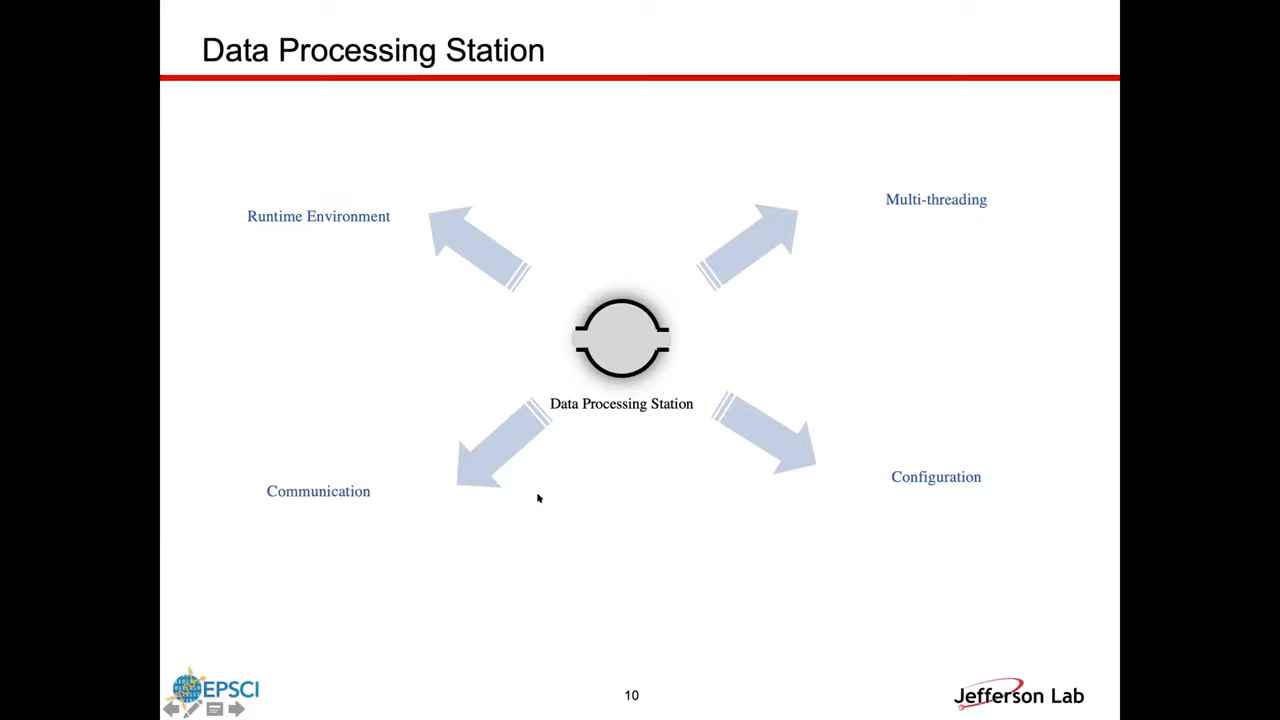 Data Processing Station
Runtime Environment
Multi-threading
Data Processing Station
Communication
Configuration
EPSCI
10
Jefferson Lab